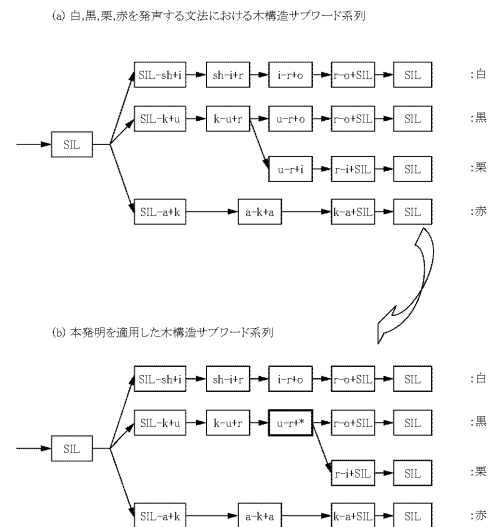 (a) 白,黒,栗,赤を発声する文法における木構造サブワード系列
SIL-sh+i sh-i+r i-r+o r-o+SIL SIL :白
SIL-k+u k-u+r u-r+o r-o+SIL SIL :黒
SIL
u-r+i r-i+SIL SIL :栗
SIL-a+k a-k+a k-a+SIL SIL :赤
(b) 本発明を適用した木構造サブワード系列
SIL-sh+i sh-i+r i-r+o r-o+SIL SIL :白
SIL-k+u k-u+r u-r+* r-o+SIL SIL :黒
SIL
r-i+SIL SIL :栗
SIL-a+k a-k+a k-a+SIL SIL :赤